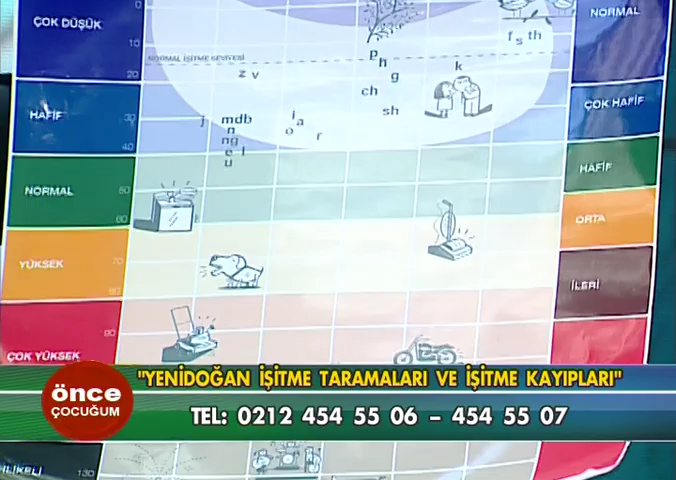 ÇOK DÜŞÜK
0
10
20
NORMAL İŞİTME SEVİYESİ
NORMAL
f s th
p h
k
z v
g
ch
sh
HAFİF
30
40
j
mdb
n
ng
e l
u
i
a
o
r
ÇOK HAFİF
NORMAL
50
60
HAFİF
ORTA
YÜKSEK
70
80
İLERİ
90
ÇOK YÜKSEK
önce
ÇOCUĞUM
"YENİDOĞAN İŞİTME TARAMALARI VE İŞİTME KAYIPLARI"
TEL: 0212 454 55 06 – 454 55 07
130